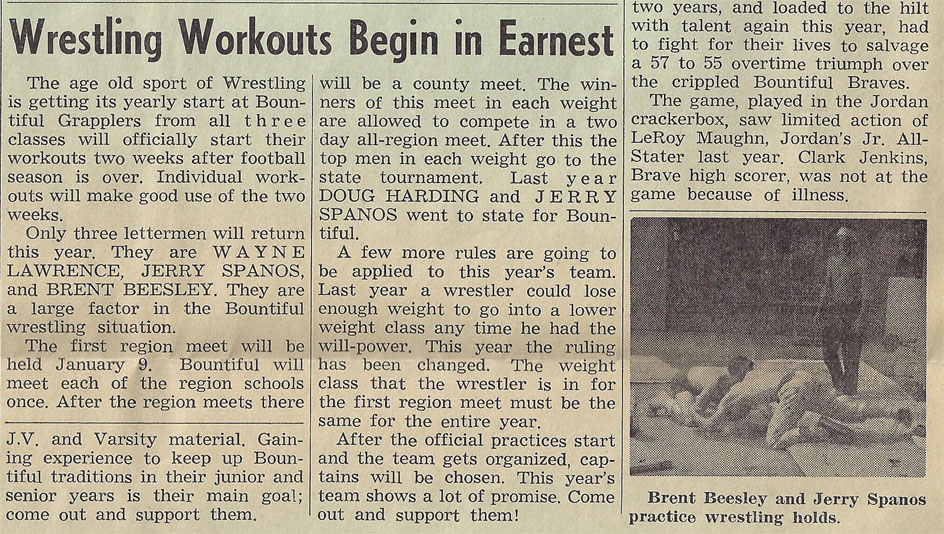 Wrestling Workouts Begin in Earnest
The age old sport of Wrestling
is getting its yearly start at Boun-
tiful Grapplers from all three
classes will officially start their
workouts two weeks after football
season is over. Individual work-
outs will make good use of the two
weeks.
Only three lettermen will return
this year. They are WAYNE
LAWRENCE, JERRY SPANOS,
and BRENT BEESLEY. They are
a large factor in the Bountiful
wrestling situation.
The first region meet will be
held January 9. Bountiful will
meet each of the region schools
once. After the region meets there
will be a county meet. The win-
ners of this meet in each weight
are allowed to compete in a two
day all-region meet. After this the
top men in each weight go to the
state tournament. Last year
DOUG HARDING and JERRY
SPANOS went to state for Boun-
tiful.
A few more rules are going to
be applied to this year's team.
Last year a wrestler could lose
enough weight to go into a lower
weight class any time he had the
will-power. This year the ruling
has been changed. The weight
class that the wrestler is in for
the first region meet must be the
same for the entire year.
After the official practices start
and the team gets organized, cap-
tains will be chosen. This year's
team shows a lot of promise. Come
out and support them!
J.V. and Varsity material. Gain-
ing experience to keep up Boun-
tiful traditions in their junior and
senior years is their main goal;
come out and support them.
two years, and loaded to the hilt
with talent again this year, had
to fight for their lives to salvage
a 57 to 55 overtime triumph over
the crippled Bountiful Braves.
The game, played in the Jordan
crackerbox, saw limited action of
LeRoy Maughn, Jordan's Jr. All-
Stater last year. Clark Jenkins,
Brave high scorer, was not at the
game because of illness.
Brent Beesley and Jerry Spanos
practice wrestling holds.